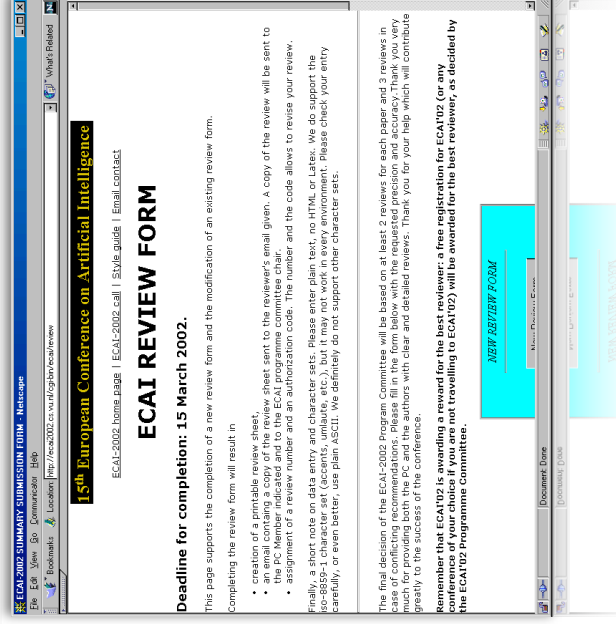 ECAI-2002 SUMMARY SUBMISSION FORM - Netscape
File Edit View Go Communicator Help
Bookmarks Location: http://ecai2002.cs.vu.nl/cgi-bin/ecai/review What's Related
15th European Conference on Artificial Intelligence
ECAI-2002 home page | ECAI-2002 call | Style guide | Email contact
ECAI REVIEW FORM
Deadline for completion: 15 March 2002.
This page supports the completion of a new review form and the modification of an existing review form.
Completing the review form will result in
• creation of a printable review sheet,
• an email containg a copy of the review sheet sent to the reviewer's email given. A copy of the review will be sent to
the PC Member indicated and to the ECAI programme committee chair.
• assignment of a review number and an authorization code. The number and the code allows to revise your review.
Finally, a short note on data entry and character sets. Please enter plain text, no HTML or Latex. We do support the
iso-8859-1 character set (accents, umlaute, etc.), but it may not work in every environment. Please check your entry
carefully, or even better, use plain ASCII. We definitely do not support other character sets.
The final decision of the ECAI-2002 Program Committee will be based on at least 2 reviews for each paper and 3 reviews in
case of conflicting recommendations. Please fill in the form below with the requested precision and accuracy.Thank you very
much for providing both the PC and the authors with clear and detailed reviews. Thank you for your help which will contribute
greatly to the success of the conference.
Remember that ECAI'02 is awarding a reward for the best reviewer: a free registration for ECAI'02 (or any
conference of your choice if you are not travelling to ECAI'02) will be awarded for the best reviewer, as decided by
the ECAI'02 Programme Committee.
NEW REVIEW FORM
New Review Form
Document: Done